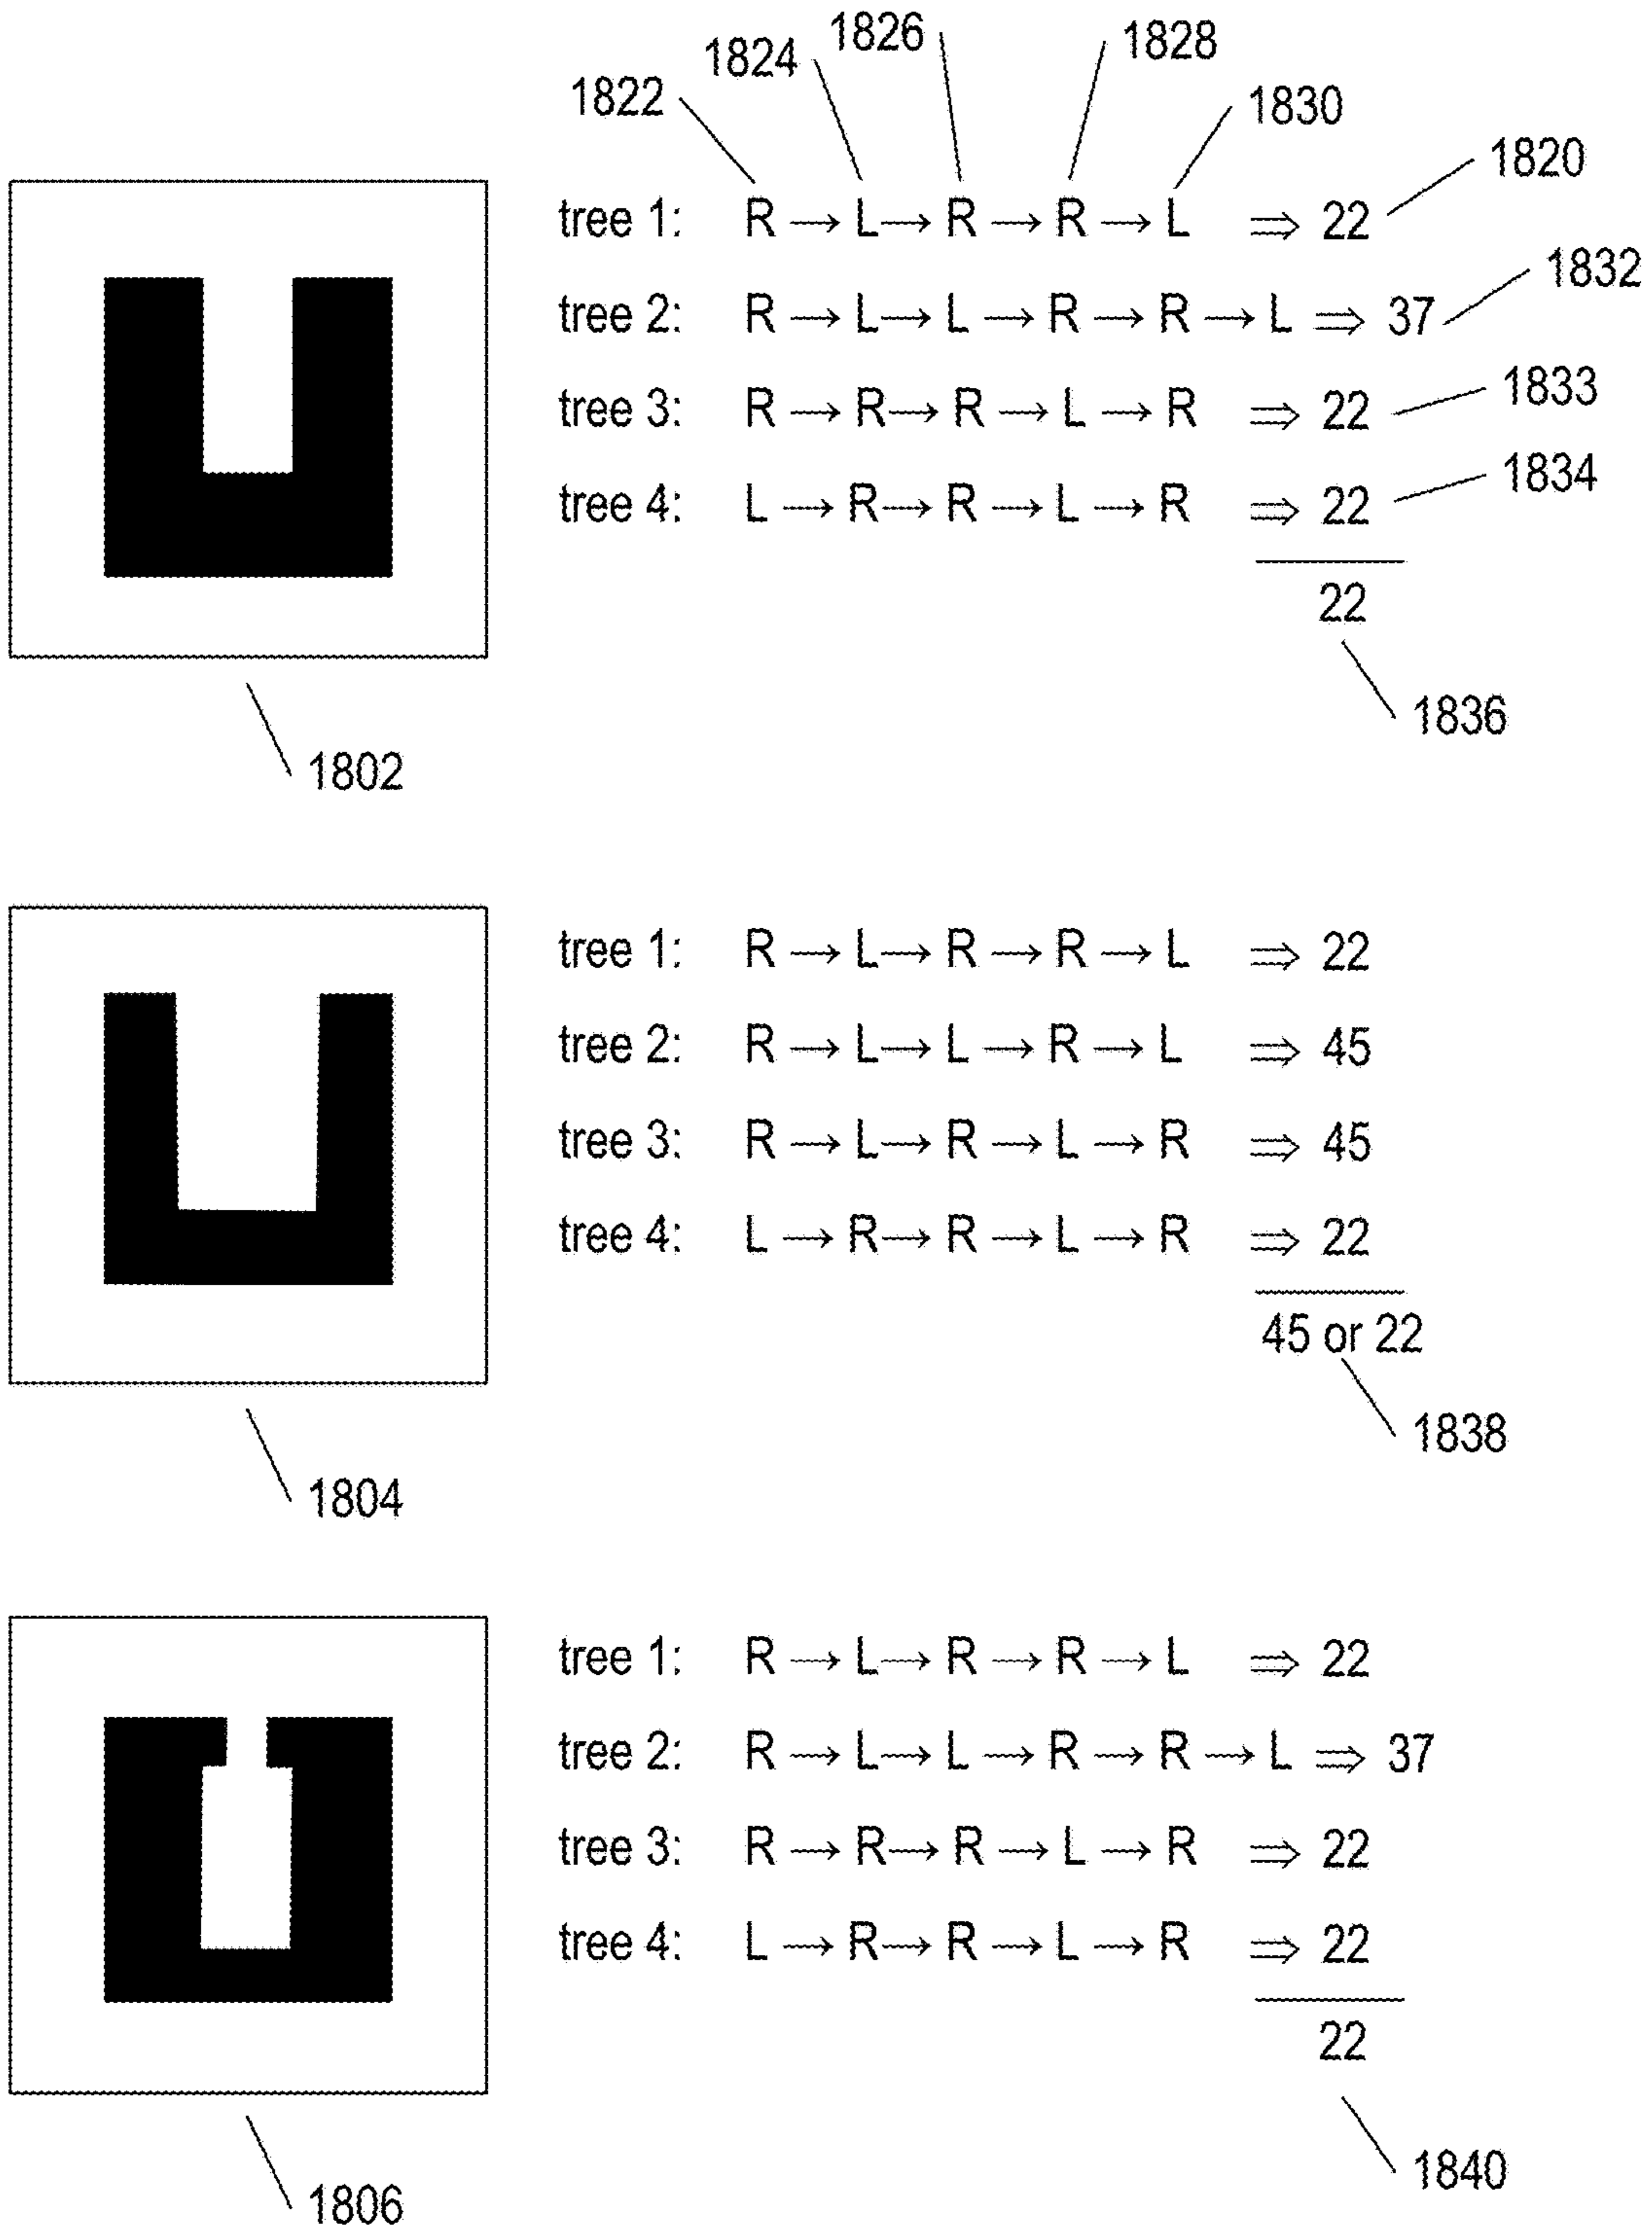 1822 1824 1826 1828 1830
tree 1: R → L → R → R → L ⇒ 22 1820
tree 2: R → L → L → R → R → L ⇒ 37 1832
tree 3: R → R → R → L → R ⇒ 22 1833
tree 4: L → R → R → L → R ⇒ 22 1834
22
1836
1802
tree 1: R → L → R → R → L ⇒ 22
tree 2: R → L → L → R → L ⇒ 45
tree 3: R → L → R → L → R ⇒ 45
tree 4: L → R → R → L → R ⇒ 22
45 or 22
1838
1804
tree 1: R → L → R → R → L ⇒ 22
tree 2: R → L → L → R → R → L ⇒ 37
tree 3: R → R → R → L → R ⇒ 22
tree 4: L → R → R → L → R ⇒ 22
22
1840
1806